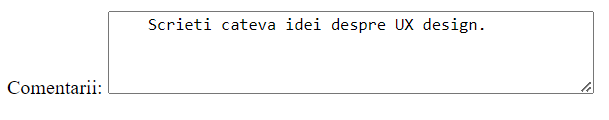 Scrieti cateva idei despre UX design.
Comentarii: